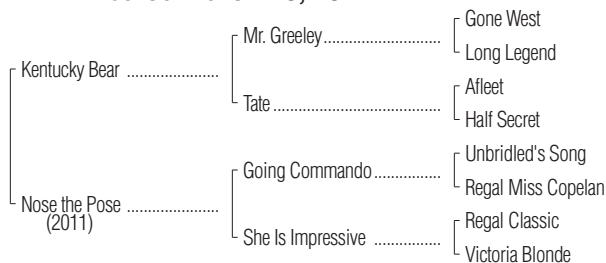 Gone West
Mr. Greeley
Long Legend
Kentucky Bear
Afleet
Tate
Half Secret
Unbridled's Song
Going Commando
Regal Miss Copelan
Nose the Pose
(2011)
Regal Classic
She Is Impressive
Victoria Blonde